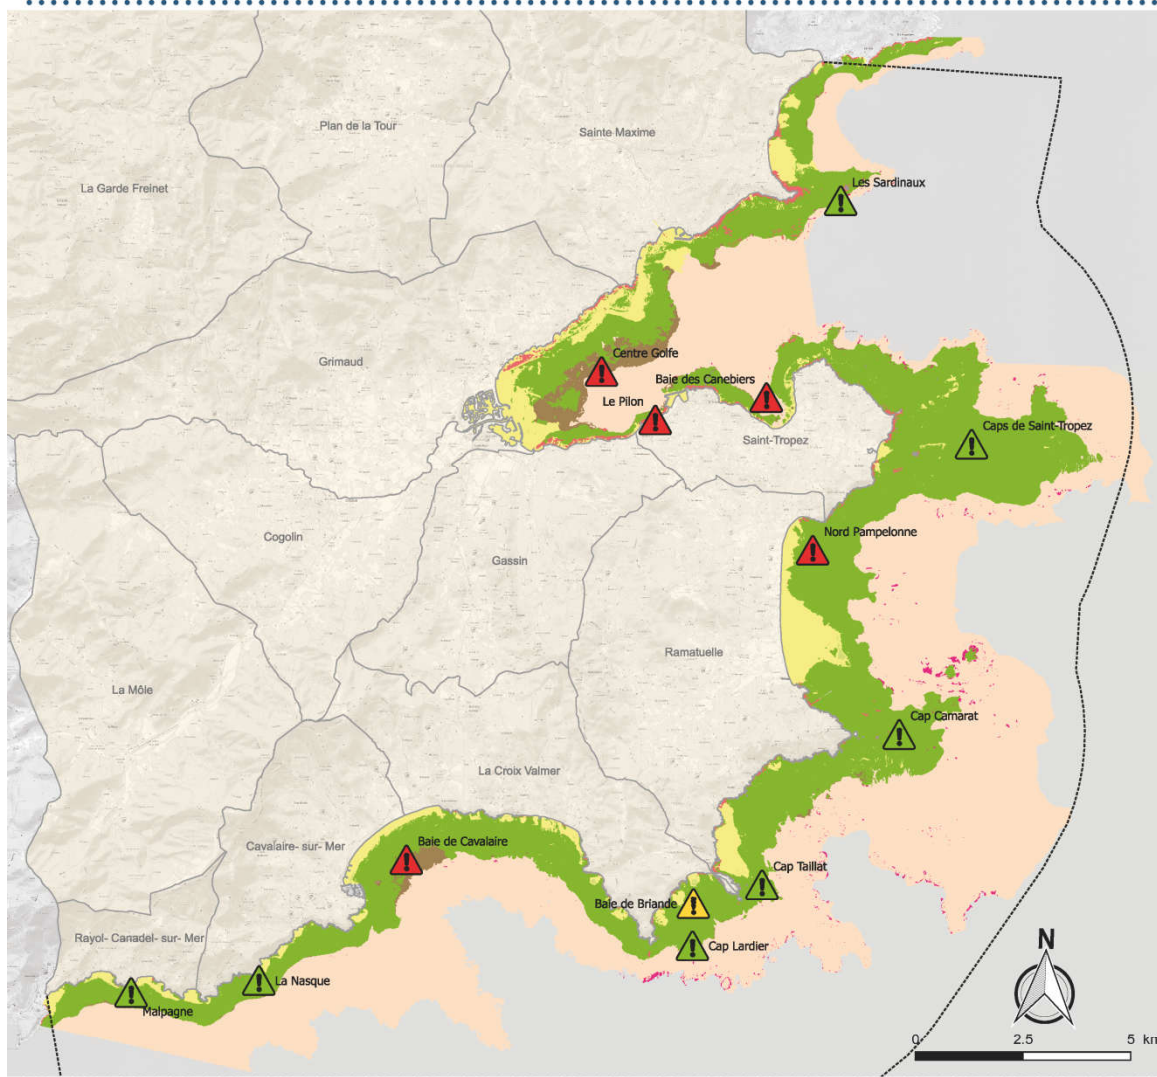 Plan de la Tour
Sainte Maxime
La Garde Freinet
Les Sardinaux
Grimaud
Centre Golfe
Baie des Canebiers
Le Pilon
Saint-Tropez
Caps de Saint-Tropez
Nord Pampelonne
Cogolin
Gassin
Ramatuelle
La Môle
Cap Camarat
La Croix Valmer
Cavalaire- sur- Mer
Baie de Cavalaire
Cap Taillat
Baie de Briande
Rayol- Canadel- sur- Mer
Cap Lardier
N
La Nasque
Malpagne
0 2.5 5 km